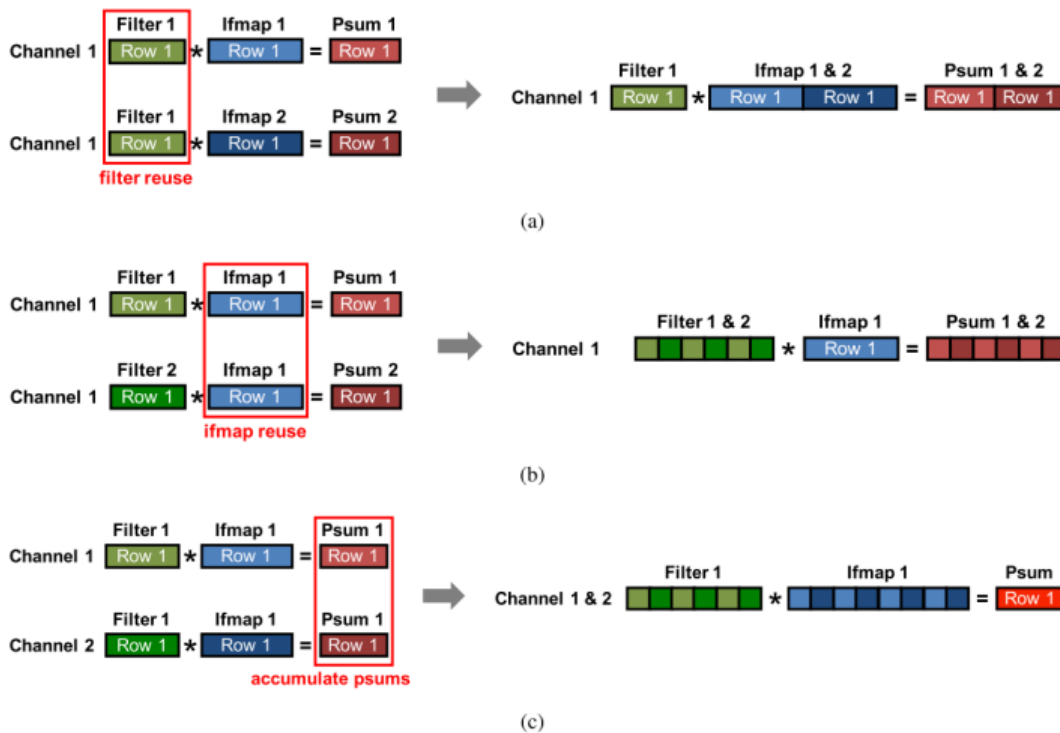 Filter 1 Ifmap 1 Psum 1
Channel 1 Row 1 * Row 1 = Row 1
Filter 1 Ifmap 2 Psum 2
Channel 1 Row 1 * Row 1 = Row 1
filter reuse
Filter 1 Ifmap 1 & 2 Psum 1 & 2
Channel 1 Row 1 * Row 1 Row 1 = Row 1 Row 1
(a)
Filter 1 Ifmap 1 Psum 1
Channel 1 Row 1 * Row 1 = Row 1
Filter 2 Ifmap 1 Psum 2
Channel 1 Row 1 * Row 1 = Row 1
ifmap reuse
Filter 1 & 2 Ifmap 1 Psum 1 & 2
Channel 1 * Row 1 =
(b)
Filter 1 Ifmap 1 Psum 1
Channel 1 Row 1 * Row 1 = Row 1
Filter 1 Ifmap 1 Psum 1
Channel 2 Row 1 * Row 1 = Row 1
accumulate psums
Filter 1 Ifmap 1 Psum
Channel 1 & 2 * = Row 1
(c)